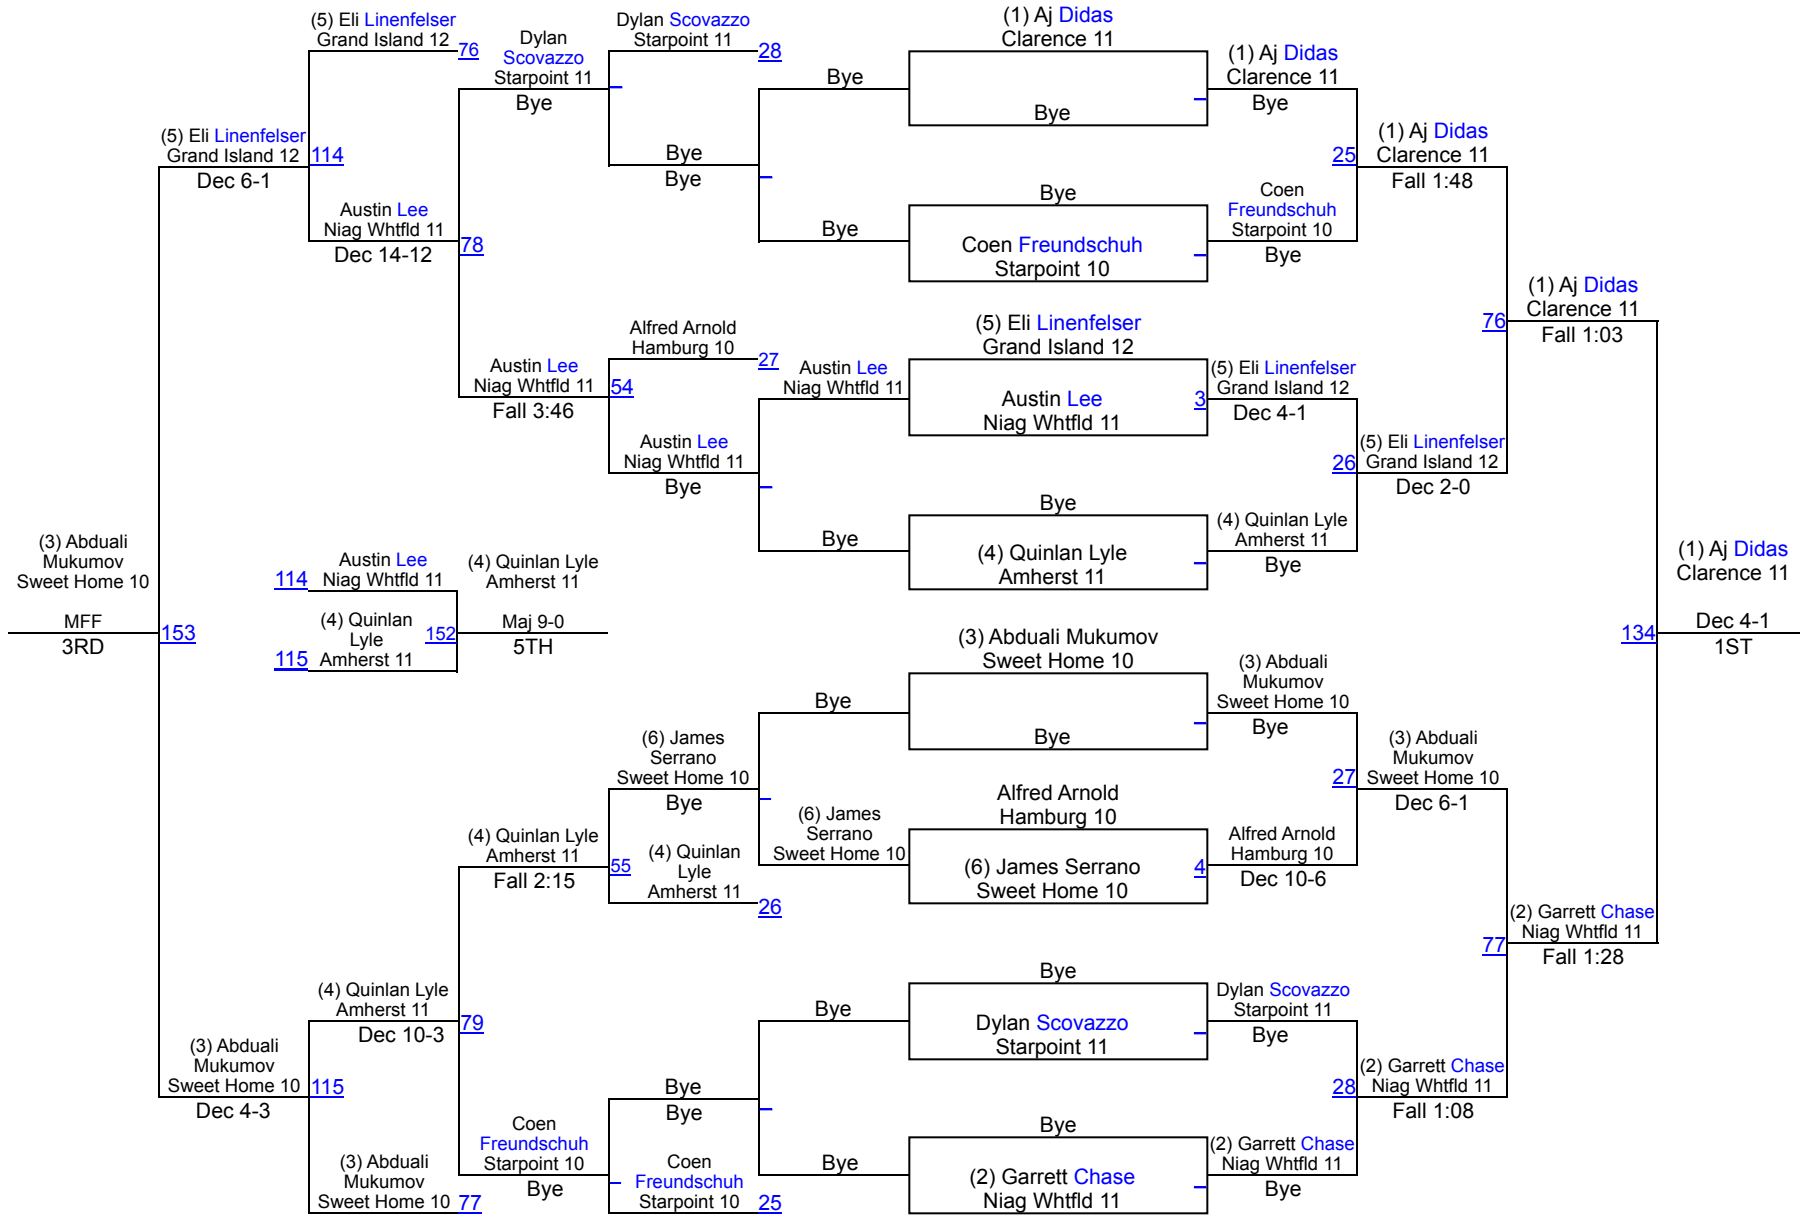 (5) Eli Linenfelser
Grand Island 12
76
(5) Eli Linenfelser
Grand Island 12
Dec 6-1
114
Austin Lee
Niag Whtfld 11
Dec 14-12
78
Dylan
Scovazzo
Starpoint 11
Bye
Dylan Scovazzo
Starpoint 11
28
Bye
Bye
Austin Lee
Niag Whtfld 11
Fall 3:46
54
Alfred Arnold
Hamburg 10
27
Austin Lee
Niag Whtfld 11
Bye
Bye
Bye
Austin Lee
Niag Whtfld 11
Bye
(1) Aj Didas
Clarence 11
Bye
Bye
Coen Freundschuh
Starpoint 10
(5) Eli Linenfelser
Grand Island 12
Austin Lee
Niag Whtfld 11
3
Bye
(4) Quinlan Lyle
Amherst 11
(1) Aj Didas
Clarence 11
Bye
25
Coen
Freundschuh
Starpoint 10
Bye
(5) Eli Linenfelser
Grand Island 12
Dec 4-1
26
(4) Quinlan Lyle
Amherst 11
Bye
(1) Aj Didas
Clarence 11
Fall 1:48
(5) Eli Linenfelser
Grand Island 12
Dec 2-0
76
(1) Aj Didas
Clarence 11
Fall 1:03
(3) Abduali
Mukumov
Sweet Home 10
MFF
3RD
153
114
Austin Lee
Niag Whtfld 11
(4) Quinlan
Lyle
Amherst 11
115
152
(4) Quinlan Lyle
Amherst 11
Maj 9-0
5TH
(1) Aj Didas
Clarence 11
134
Dec 4-1
1ST
(3) Abduali
Mukumov
Sweet Home 10
Dec 4-3
115
(4) Quinlan Lyle
Amherst 11
Dec 10-3
79
(3) Abduali
Mukumov
Sweet Home 10
77
(4) Quinlan Lyle
Amherst 11
Fall 2:15
55
(6) James
Serrano
Sweet Home 10
Bye
(4) Quinlan
Lyle
Amherst 11
26
Coen
Freundschuh
Starpoint 10
Bye
Bye
Bye
Coen
Freundschuh
Starpoint 10
25
Bye
(6) James
Serrano
Sweet Home 10
Bye
Bye
(3) Abduali Mukumov
Sweet Home 10
Bye
Alfred Arnold
Hamburg 10
(6) James Serrano
Sweet Home 10
4
Bye
Dylan Scovazzo
Starpoint 11
Bye
(2) Garrett Chase
Niag Whtfld 11
(3) Abduali
Mukumov
Sweet Home 10
Bye
27
Alfred Arnold
Hamburg 10
Dec 10-6
Dylan Scovazzo
Starpoint 11
Bye
28
(2) Garrett Chase
Niag Whtfld 11
Bye
(3) Abduali
Mukumov
Sweet Home 10
Dec 6-1
(2) Garrett Chase
Niag Whtfld 11
Fall 1:08
77
(2) Garrett Chase
Niag Whtfld 11
Fall 1:28